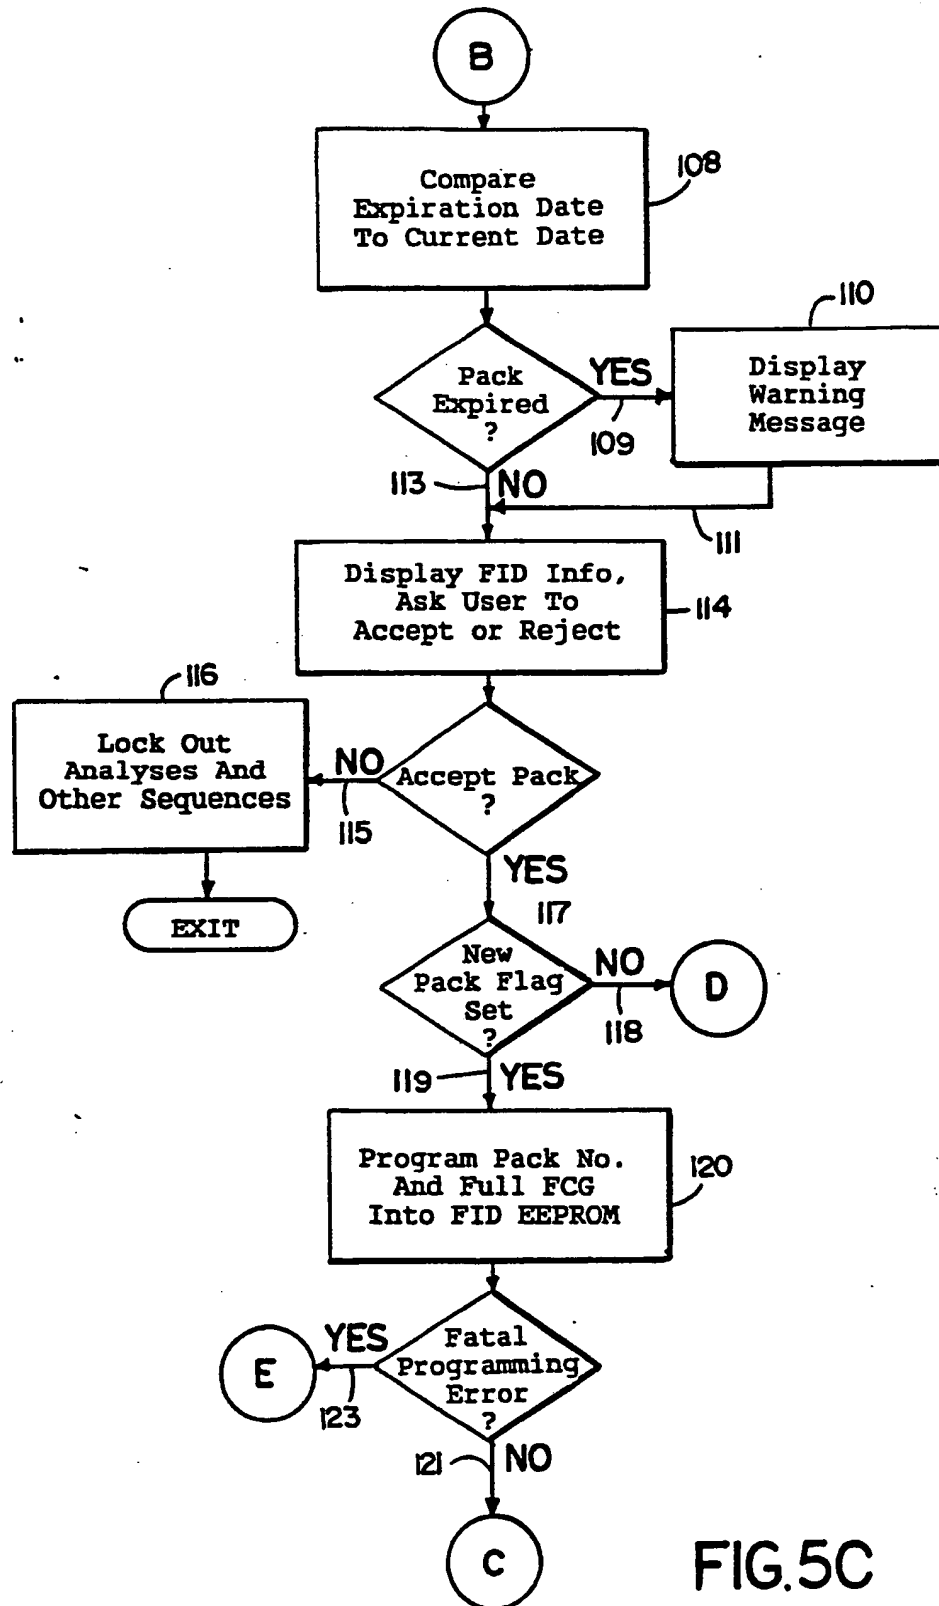 B
Compare
Expiration Date
To Current Date
108
Pack
Expired
?
YES
109
110
Display
Warning
Message
113
NO
111
Display FID Info,
Ask User To
Accept or Reject
114
116
Lock Out
Analyses And
Other Sequences
NO
115
Accept Pack
?
EXIT
YES
117
New
Pack Flag
Set
?
NO
118
D
119
YES
Program Pack No.
And Full FCG
Into FID EEPROM
120
Fatal
Programming
Error
?
YES
123
E
121
NO
C
FIG.5C